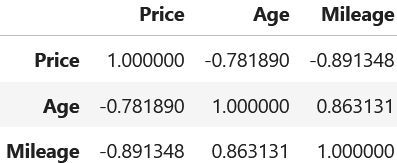 Price Age Mileage
Price 1.000000 -0.781890 -0.891348
Age -0.781890 1.000000 0.863131
Mileage -0.891348 0.863131 1.000000